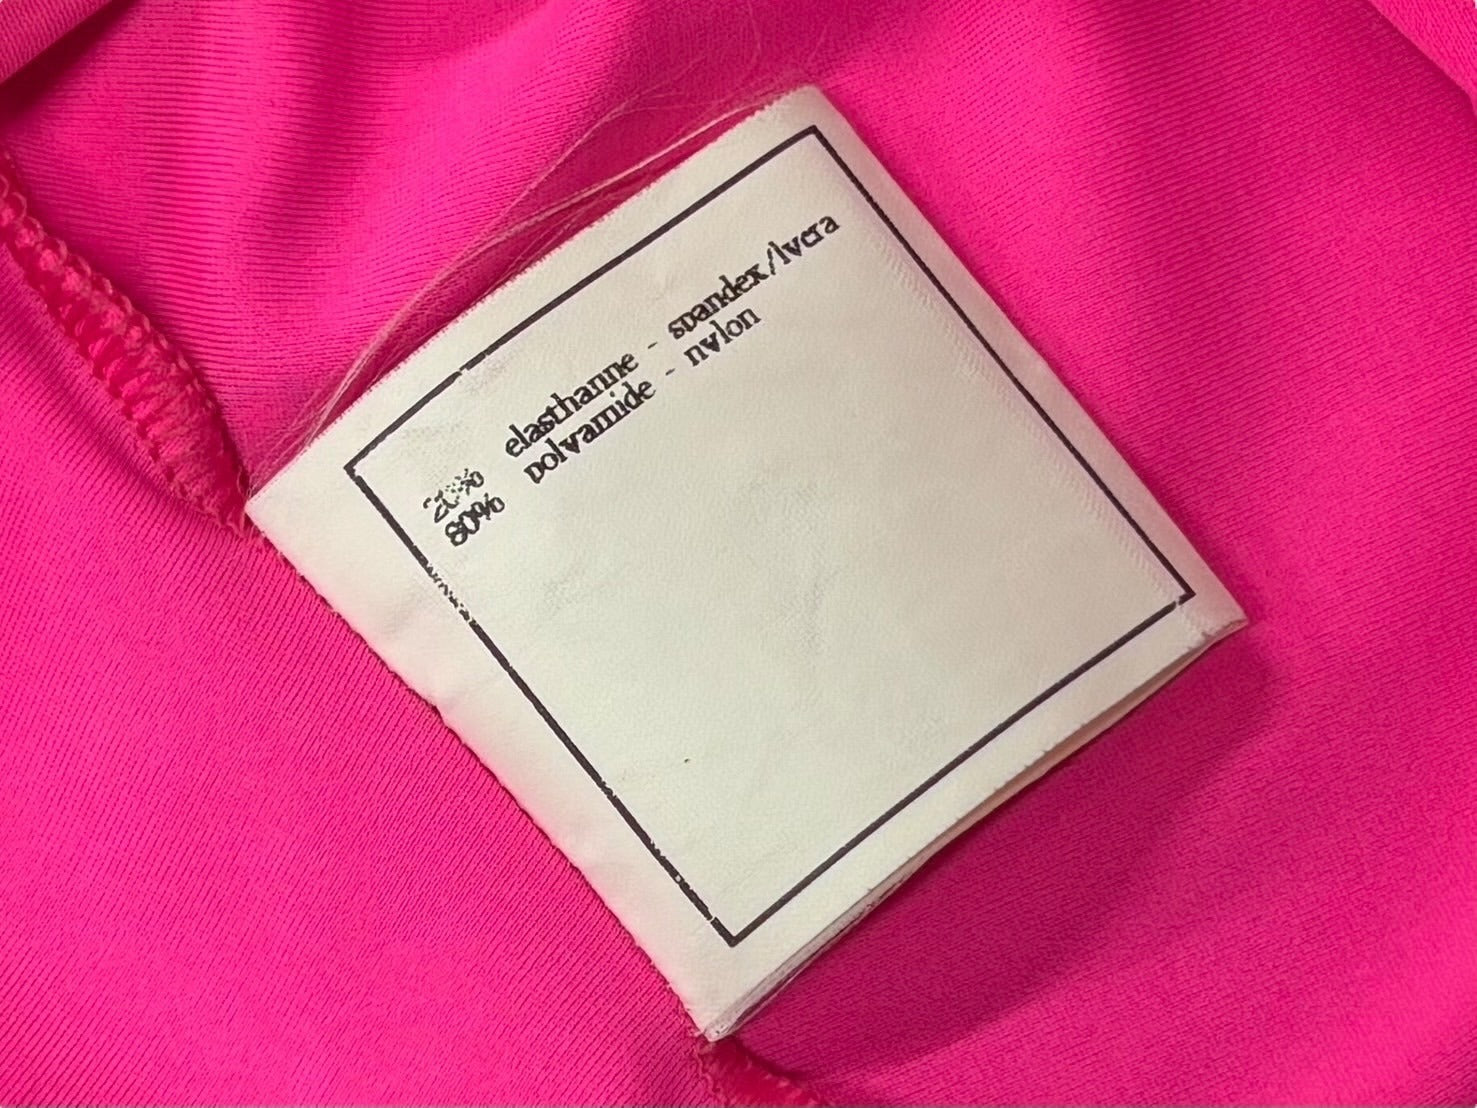 20% elasthanne - spandex/lycra
80% polyamide - nylon